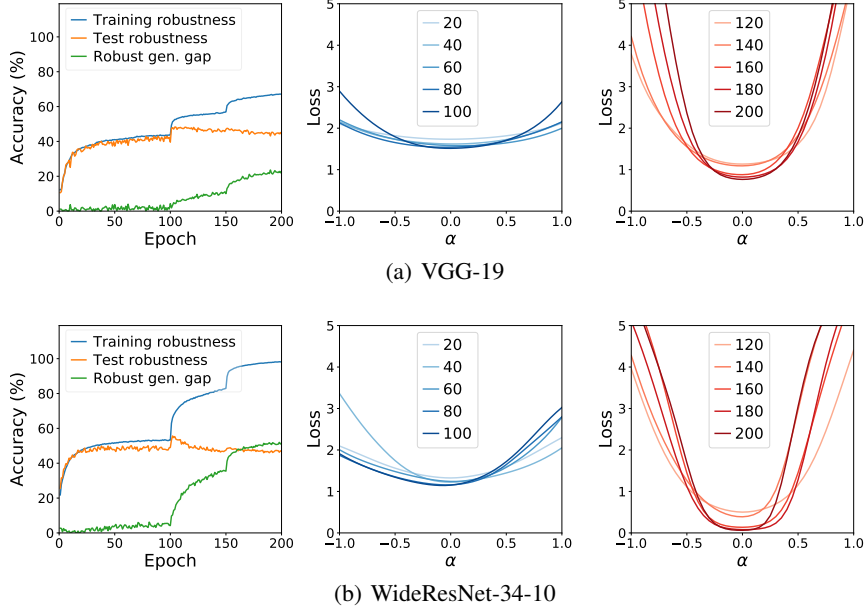 Training robustness
Test robustness
Robust gen. gap
Accuracy (%)
100
80
60
40
20
0
0 50 100 150 200
Epoch
20
40
60
80
100
Loss
5
4
3
2
1
0
−1.0 −0.5 0.0 0.5 1.0
α
120
140
160
180
200
Loss
5
4
3
2
1
0
−1.0 −0.5 0.0 0.5 1.0
α
(a) VGG-19
Training robustness
Test robustness
Robust gen. gap
Accuracy (%)
100
80
60
40
20
0
0 50 100 150 200
Epoch
20
40
60
80
100
Loss
5
4
3
2
1
0
−1.0 −0.5 0.0 0.5 1.0
α
120
140
160
180
200
Loss
5
4
3
2
1
0
−1.0 −0.5 0.0 0.5 1.0
α
(b) WideResNet-34-10